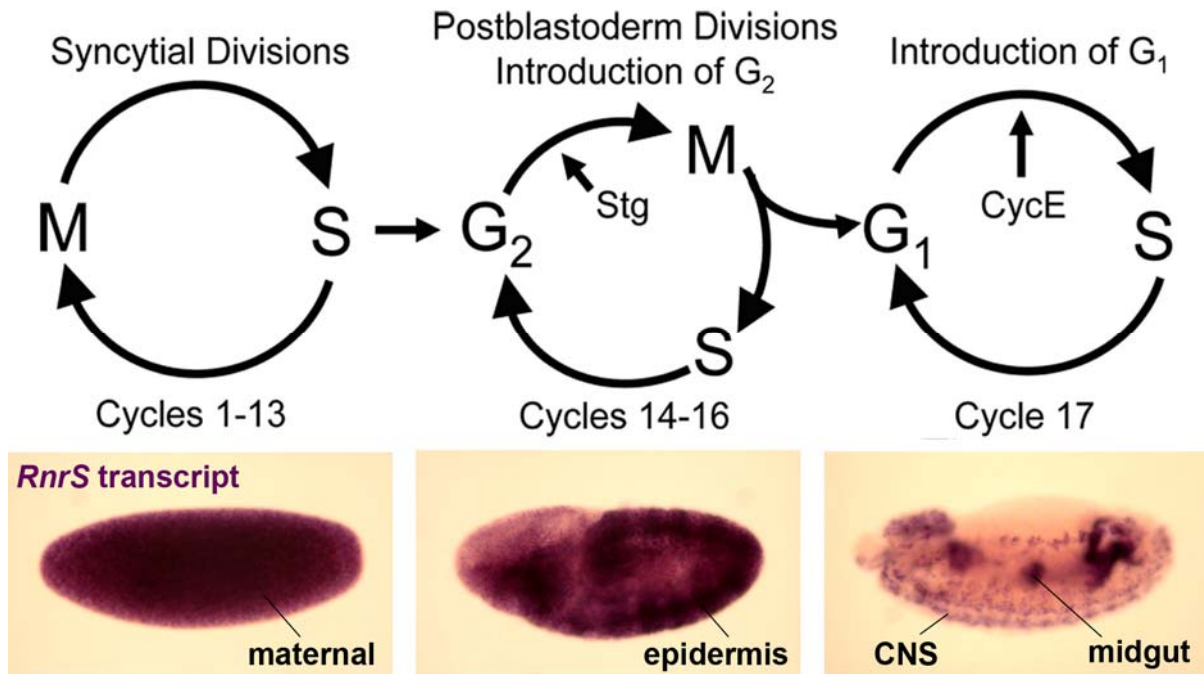 Syncytial Divisions
M
S
Cycles 1-13
Postblastoderm Divisions
Introduction of G₂
G₂
M
Stg
S
Cycles 14-16
Introduction of G₁
G₁
CycE
S
Cycle 17
RnrS transcript
maternal
epidermis
CNS
midgut